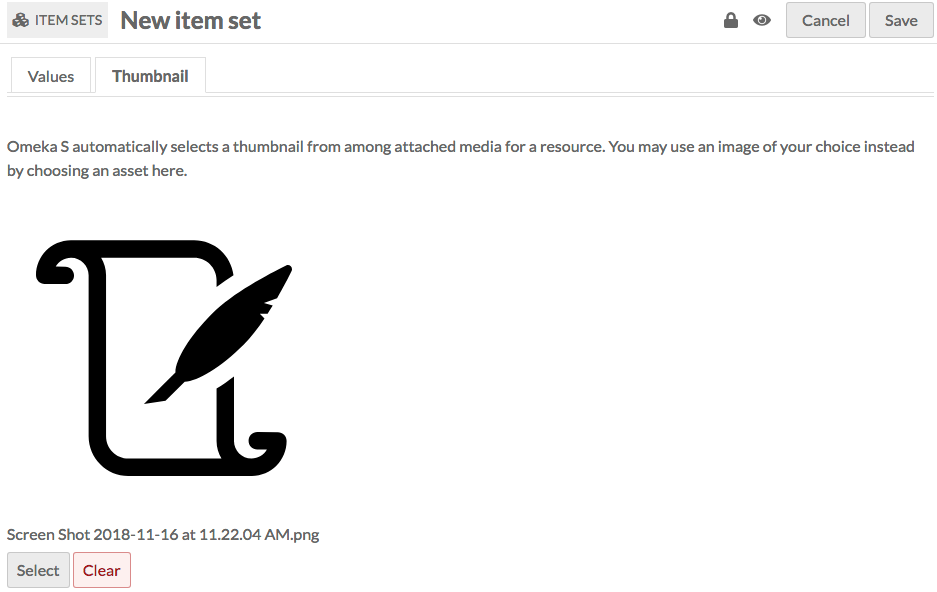 ITEM SETS New item set Cancel Save
Values Thumbnail
Omeka S automatically selects a thumbnail from among attached media for a resource. You may use an image of your choice instead
by choosing an asset here.
Screen Shot 2018-11-16 at 11.22.04 AM.png
Select Clear